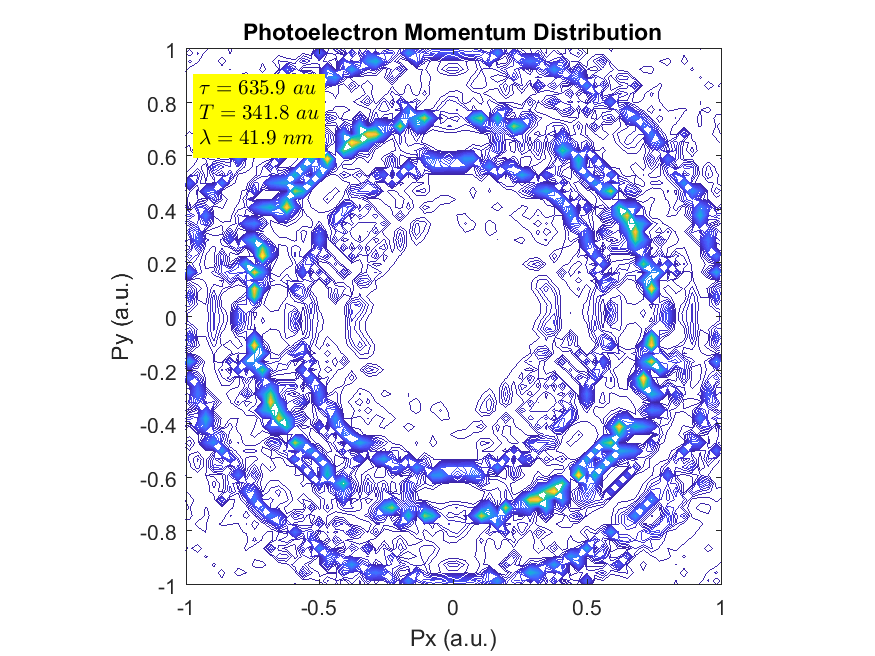 Photoelectron Momentum Distribution
τ = 635.9 au
T = 341.8 au
λ = 41.9 nm
1
0.8
0.6
0.4
0.2
0
-0.2
-0.4
-0.6
-0.8
-1
Py (a.u.)
-1
-0.5
0
0.5
1
Px (a.u.)